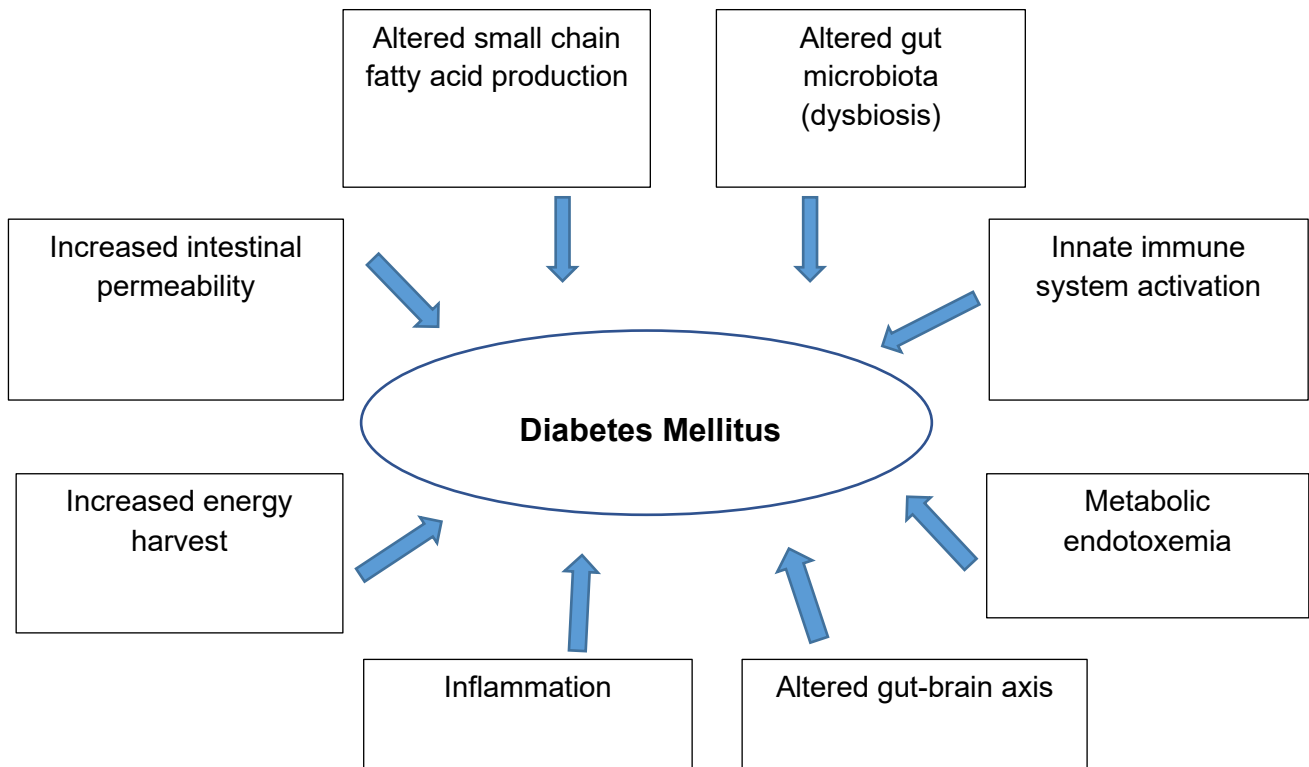 Altered small chain
fatty acid production
Altered gut
microbiota
(dysbiosis)
Increased intestinal
permeability
Innate immune
system activation
Diabetes Mellitus
Increased energy
harvest
Metabolic
endotoxemia
Inflammation
Altered gut-brain axis